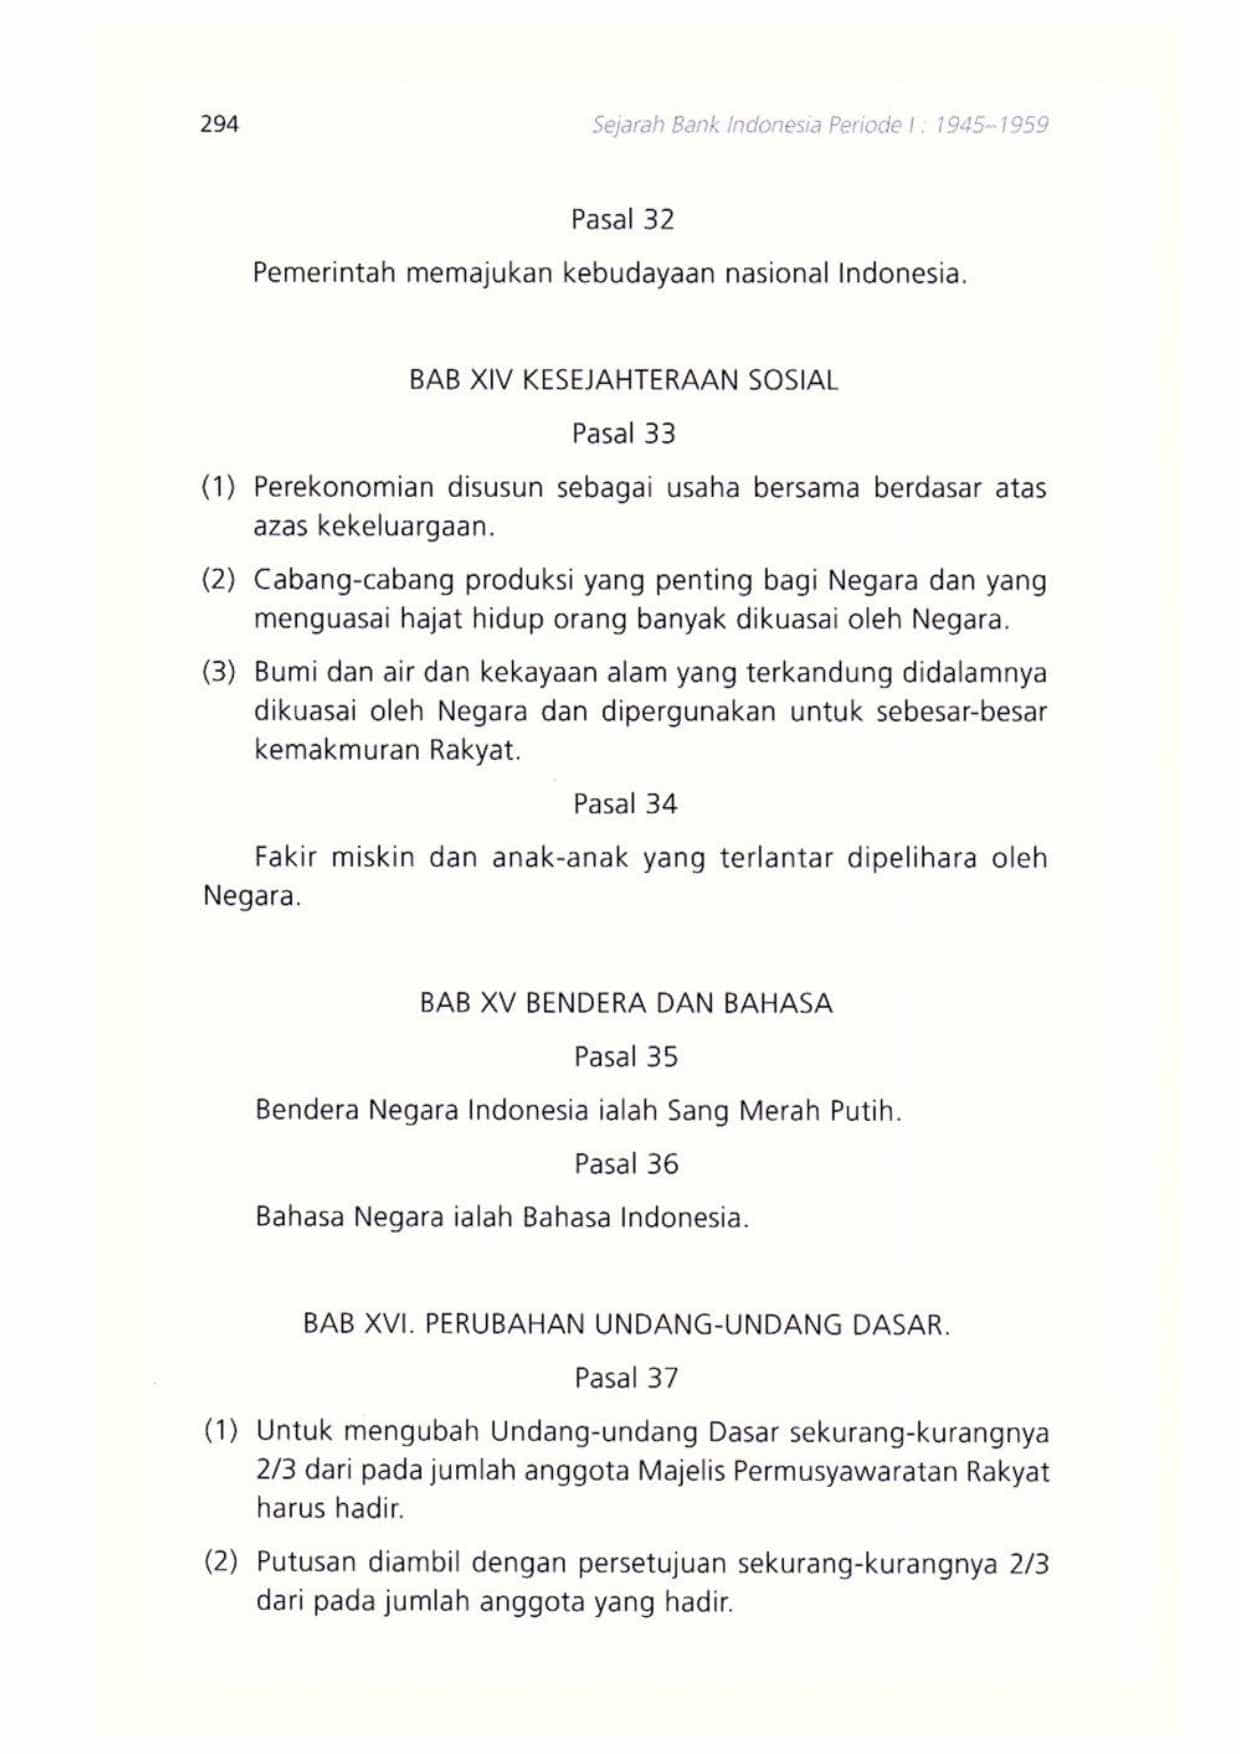 294
Sejarah Bank Indonesia Periode I : 1945–1959
Pasal 32
Pemerintah memajukan kebudayaan nasional Indonesia.
BAB XIV KESEJAHTERAAN SOSIAL
Pasal 33
(1) Perekonomian disusun sebagai usaha bersama berdasar atas
azas kekeluargaan.
(2) Cabang-cabang produksi yang penting bagi Negara dan yang
menguasai hajat hidup orang banyak dikuasai oleh Negara.
(3) Bumi dan air dan kekayaan alam yang terkandung didalamnya
dikuasai oleh Negara dan dipergunakan untuk sebesar-besar
kemakmuran Rakyat.
Pasal 34
Fakir miskin dan anak-anak yang terlantar dipelihara oleh
Negara.
BAB XV BENDERA DAN BAHASA
Pasal 35
Bendera Negara Indonesia ialah Sang Merah Putih.
Pasal 36
Bahasa Negara ialah Bahasa Indonesia.
BAB XVI. PERUBAHAN UNDANG-UNDANG DASAR.
Pasal 37
(1) Untuk mengubah Undang-undang Dasar sekurang-kurangnya
2/3 dari pada jumlah anggota Majelis Permusyawaratan Rakyat
harus hadir.
(2) Putusan diambil dengan persetujuan sekurang-kurangnya 2/3
dari pada jumlah anggota yang hadir.